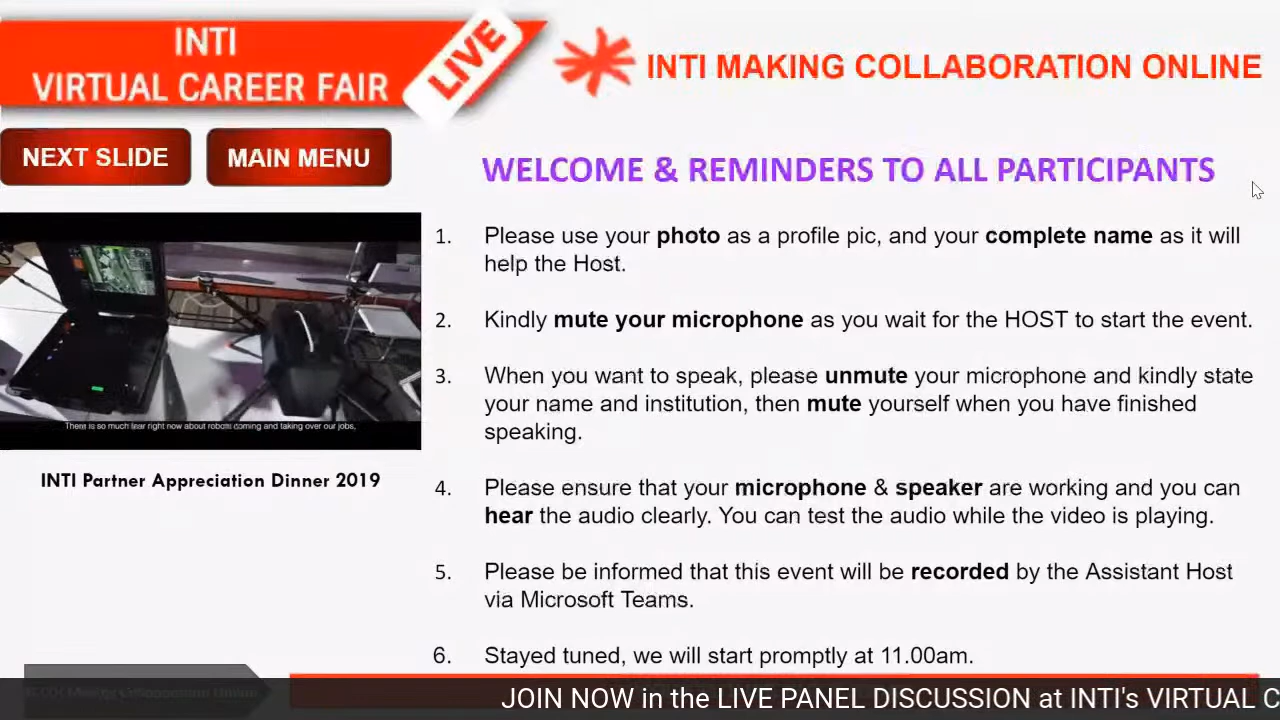 INTI
VIRTUAL CAREER FAIR
LIVE
INTI MAKING COLLABORATION ONLINE
NEXT SLIDE
MAIN MENU
WELCOME & REMINDERS TO ALL PARTICIPANTS
There is so much fear right now about robots coming and taking over our jobs,
INTI Partner Appreciation Dinner 2019
1. Please use your photo as a profile pic, and your complete name as it will
help the Host.
2. Kindly mute your microphone as you wait for the HOST to start the event.
3. When you want to speak, please unmute your microphone and kindly state
your name and institution, then mute yourself when you have finished
speaking.
4. Please ensure that your microphone & speaker are working and you can
hear the audio clearly. You can test the audio while the video is playing.
5. Please be informed that this event will be recorded by the Assistant Host
via Microsoft Teams.
6. Stayed tuned, we will start promptly at 11.00am.
JOIN NOW in the LIVE PANEL DISCUSSION at INTI's VIRTUAL C